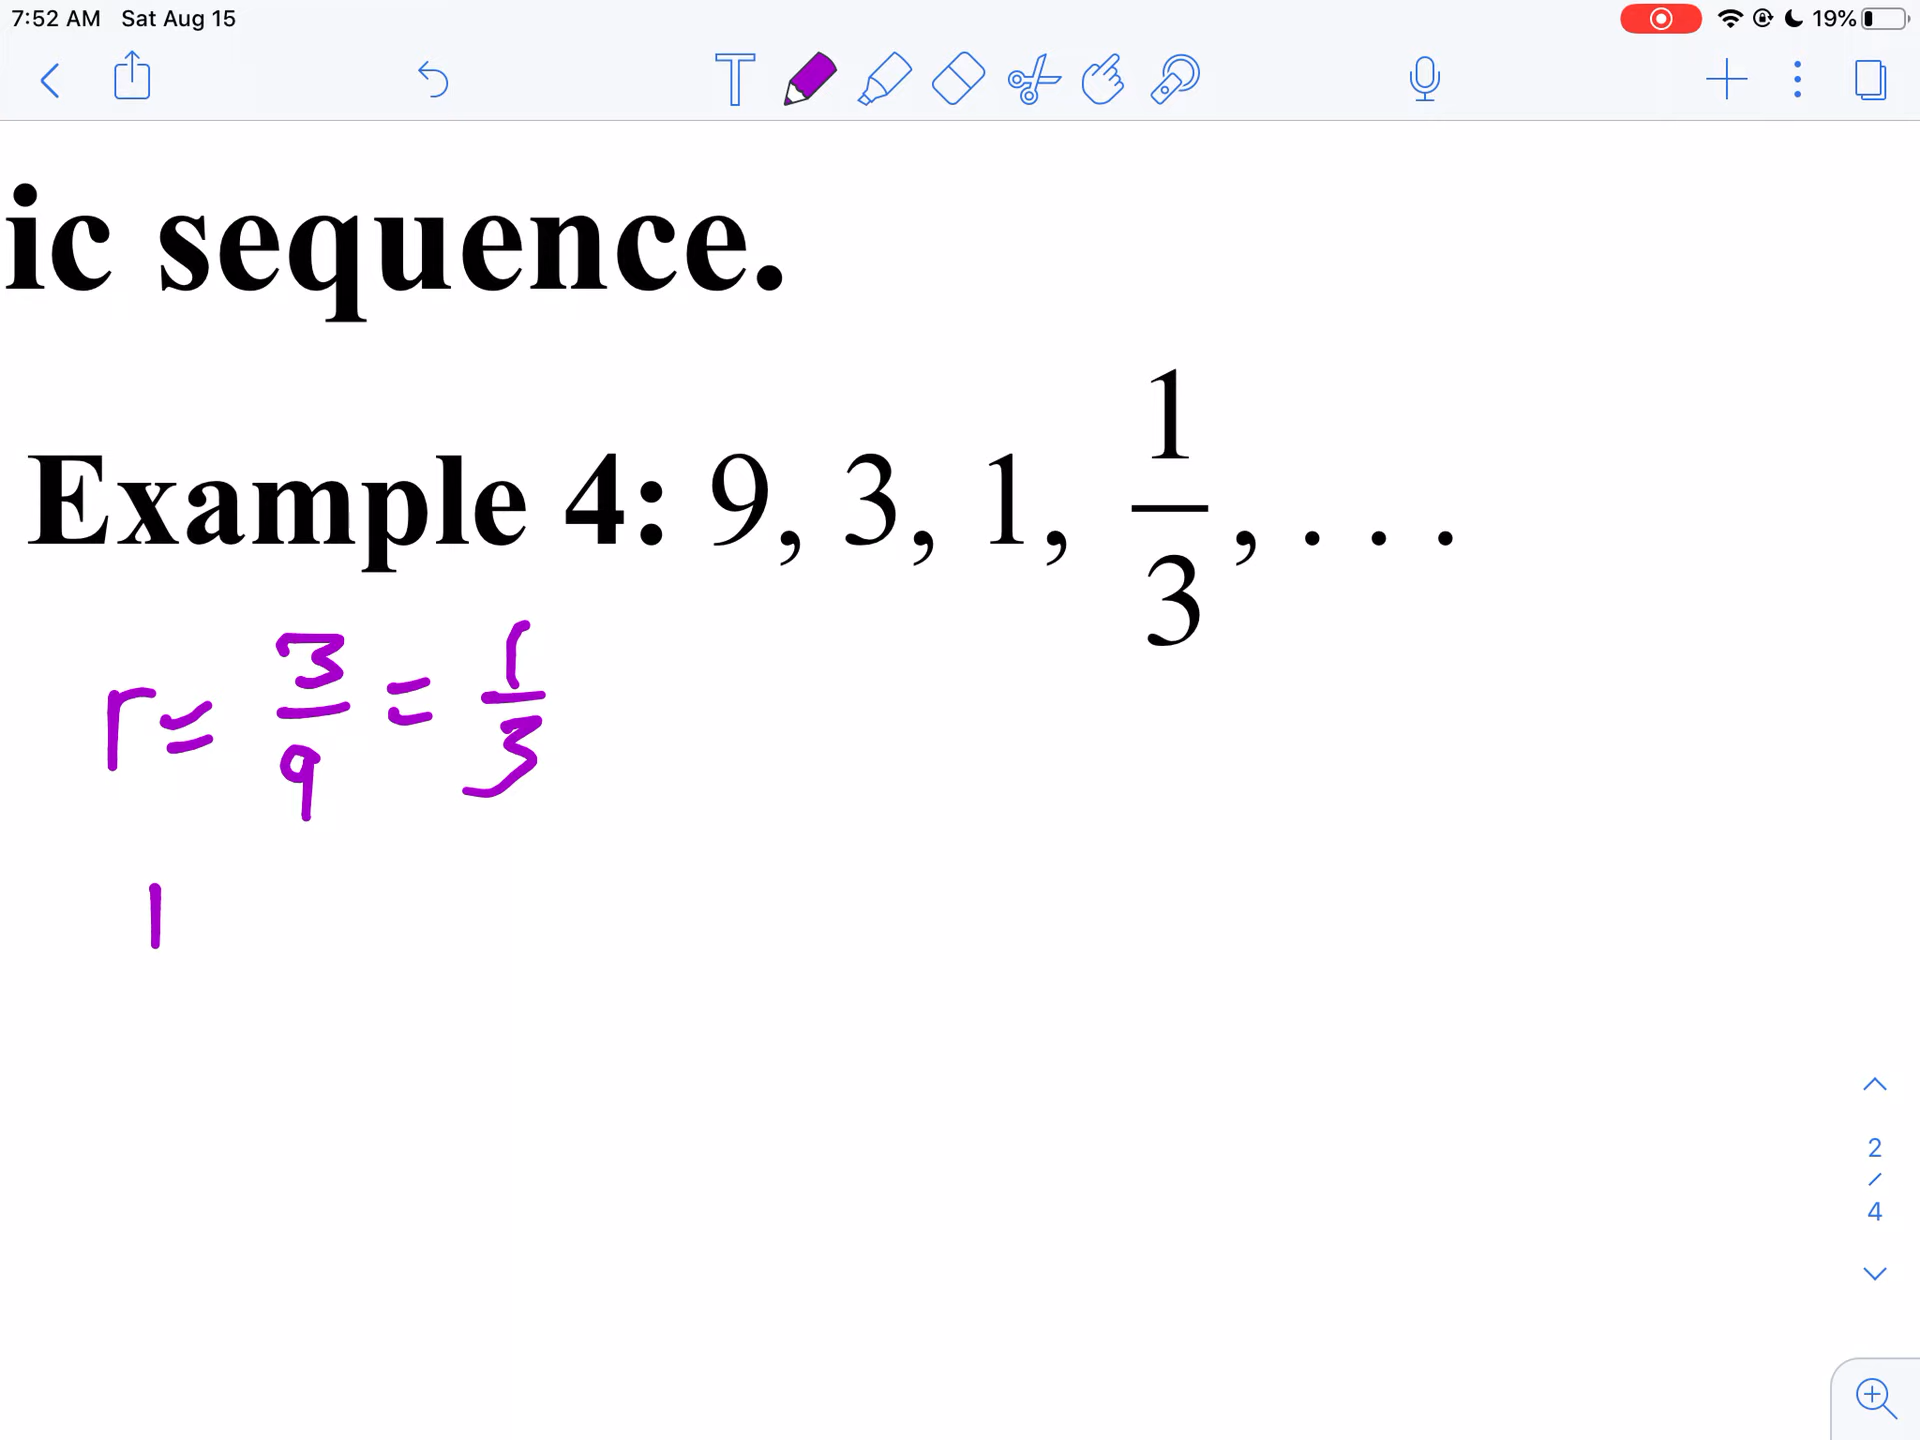 7:52 AM Sat Aug 15 19%
T
ic sequence.
Example 4: 9, 3, 1, 1/3, . . .
r = 3/9 = 1/3
1
2
/
4